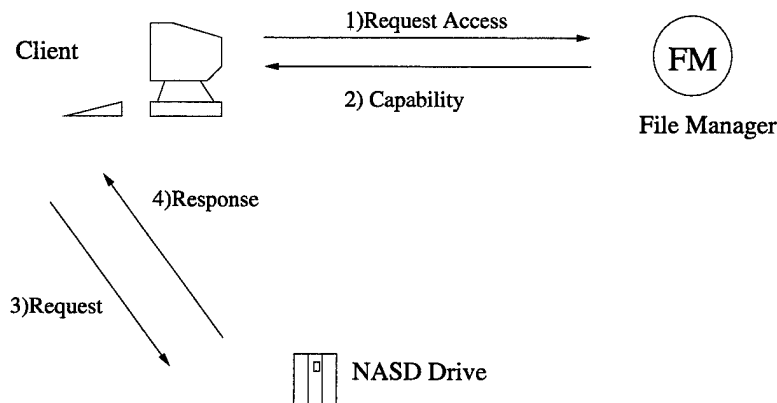 1)Request Access
Client
FM
2) Capability
File Manager
4)Response
3)Request
NASD Drive